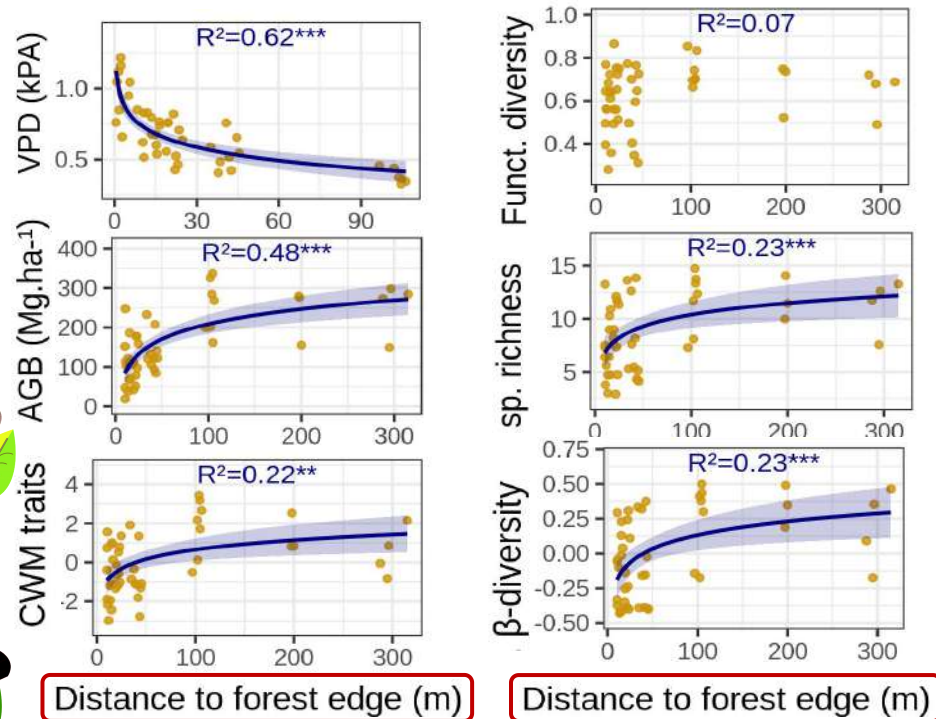 VPD (kPA)
R²=0.62***
1.0
0.5
0 30 60 90
Funct. diversity
R²=0.07
1.0
0.8
0.6
0.4
0 100 200 300
AGB (Mg.ha⁻¹)
R²=0.48***
400
300
200
100
0
0 100 200 300
sp. richness
R²=0.23***
15
10
5
0 100 200 300
CWM traits
R²=0.22**
4
2
0
-2
0 100 200 300
β-diversity
R²=0.23***
0.75
0.50
0.25
0.00
-0.25
-0.50
0 100 200 300
Distance to forest edge (m)
Distance to forest edge (m)